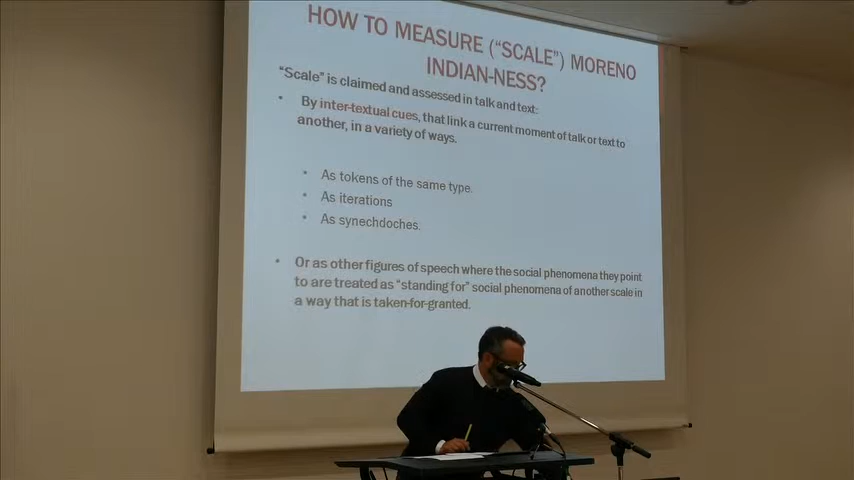 HOW TO MEASURE (“SCALE”) MORENO
INDIAN-NESS?
“Scale” is claimed and assessed in talk and text:
• By inter-textual cues, that link a current moment of talk or text to
another, in a variety of ways.
• As tokens of the same type.
• As iterations
• As synechdoches.
• Or as other figures of speech where the social phenomena they point
to are treated as “standing for” social phenomena of another scale in
a way that is taken-for-granted.